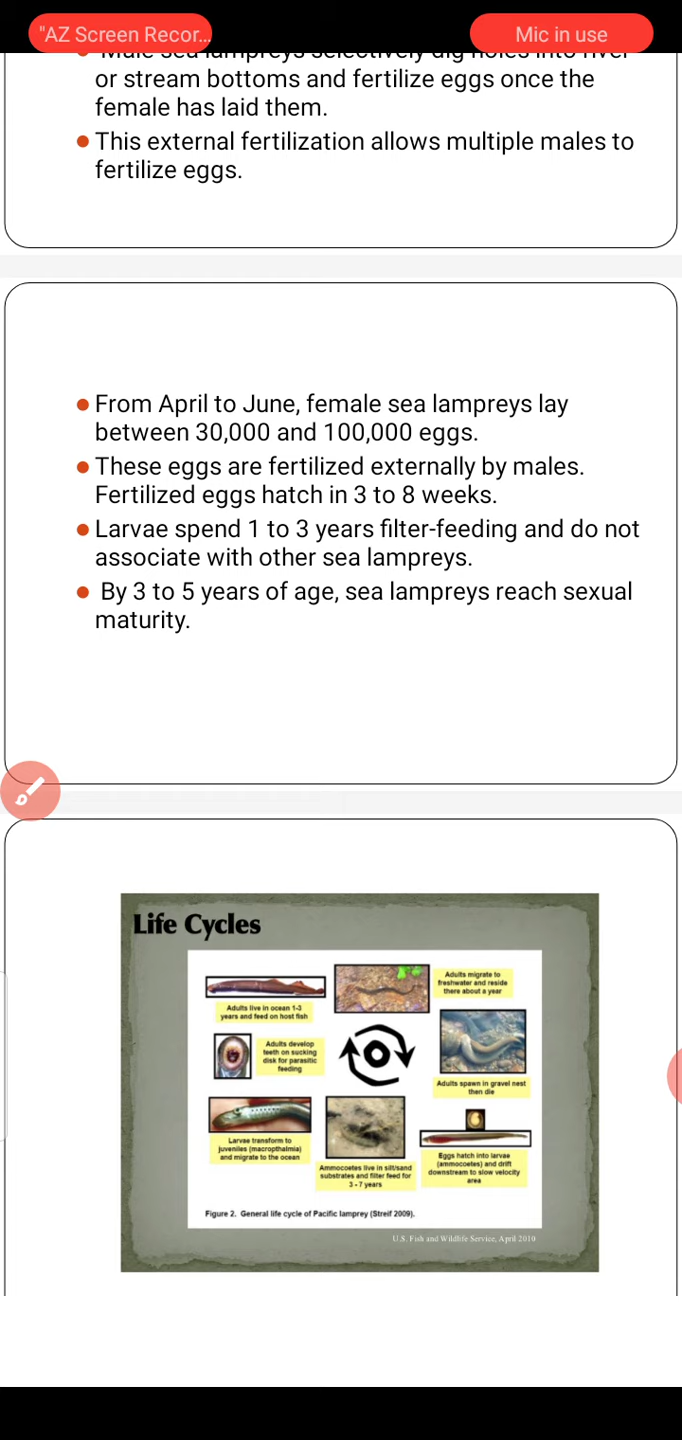 "AZ Screen Recor...
Mic in use
Male sea lampreys selectively dig holes into river
or stream bottoms and fertilize eggs once the
female has laid them.
This external fertilization allows multiple males to
fertilize eggs.
From April to June, female sea lampreys lay
between 30,000 and 100,000 eggs.
These eggs are fertilized externally by males.
Fertilized eggs hatch in 3 to 8 weeks.
Larvae spend 1 to 3 years filter-feeding and do not
associate with other sea lampreys.
By 3 to 5 years of age, sea lampreys reach sexual
maturity.
Life Cycles
Adults migrate to
freshwater and reside
there about a year
Adults live in ocean 1-3
years and feed on host fish
Adults develop
teeth on sucking
disk for parasitic
feeding
Adults spawn in gravel nest
then die
Larvae transform to
juveniles (macropthalmia)
and migrate to the ocean
Ammocoetes live in silt/sand
substrates and filter feed for
3 - 7 years
Eggs hatch into larvae
(ammocoetes) and drift
downstream to slow velocity
area
Figure 2. General life cycle of Pacific lamprey (Streif 2009).
U.S. Fish and Wildlife Service, April 2010